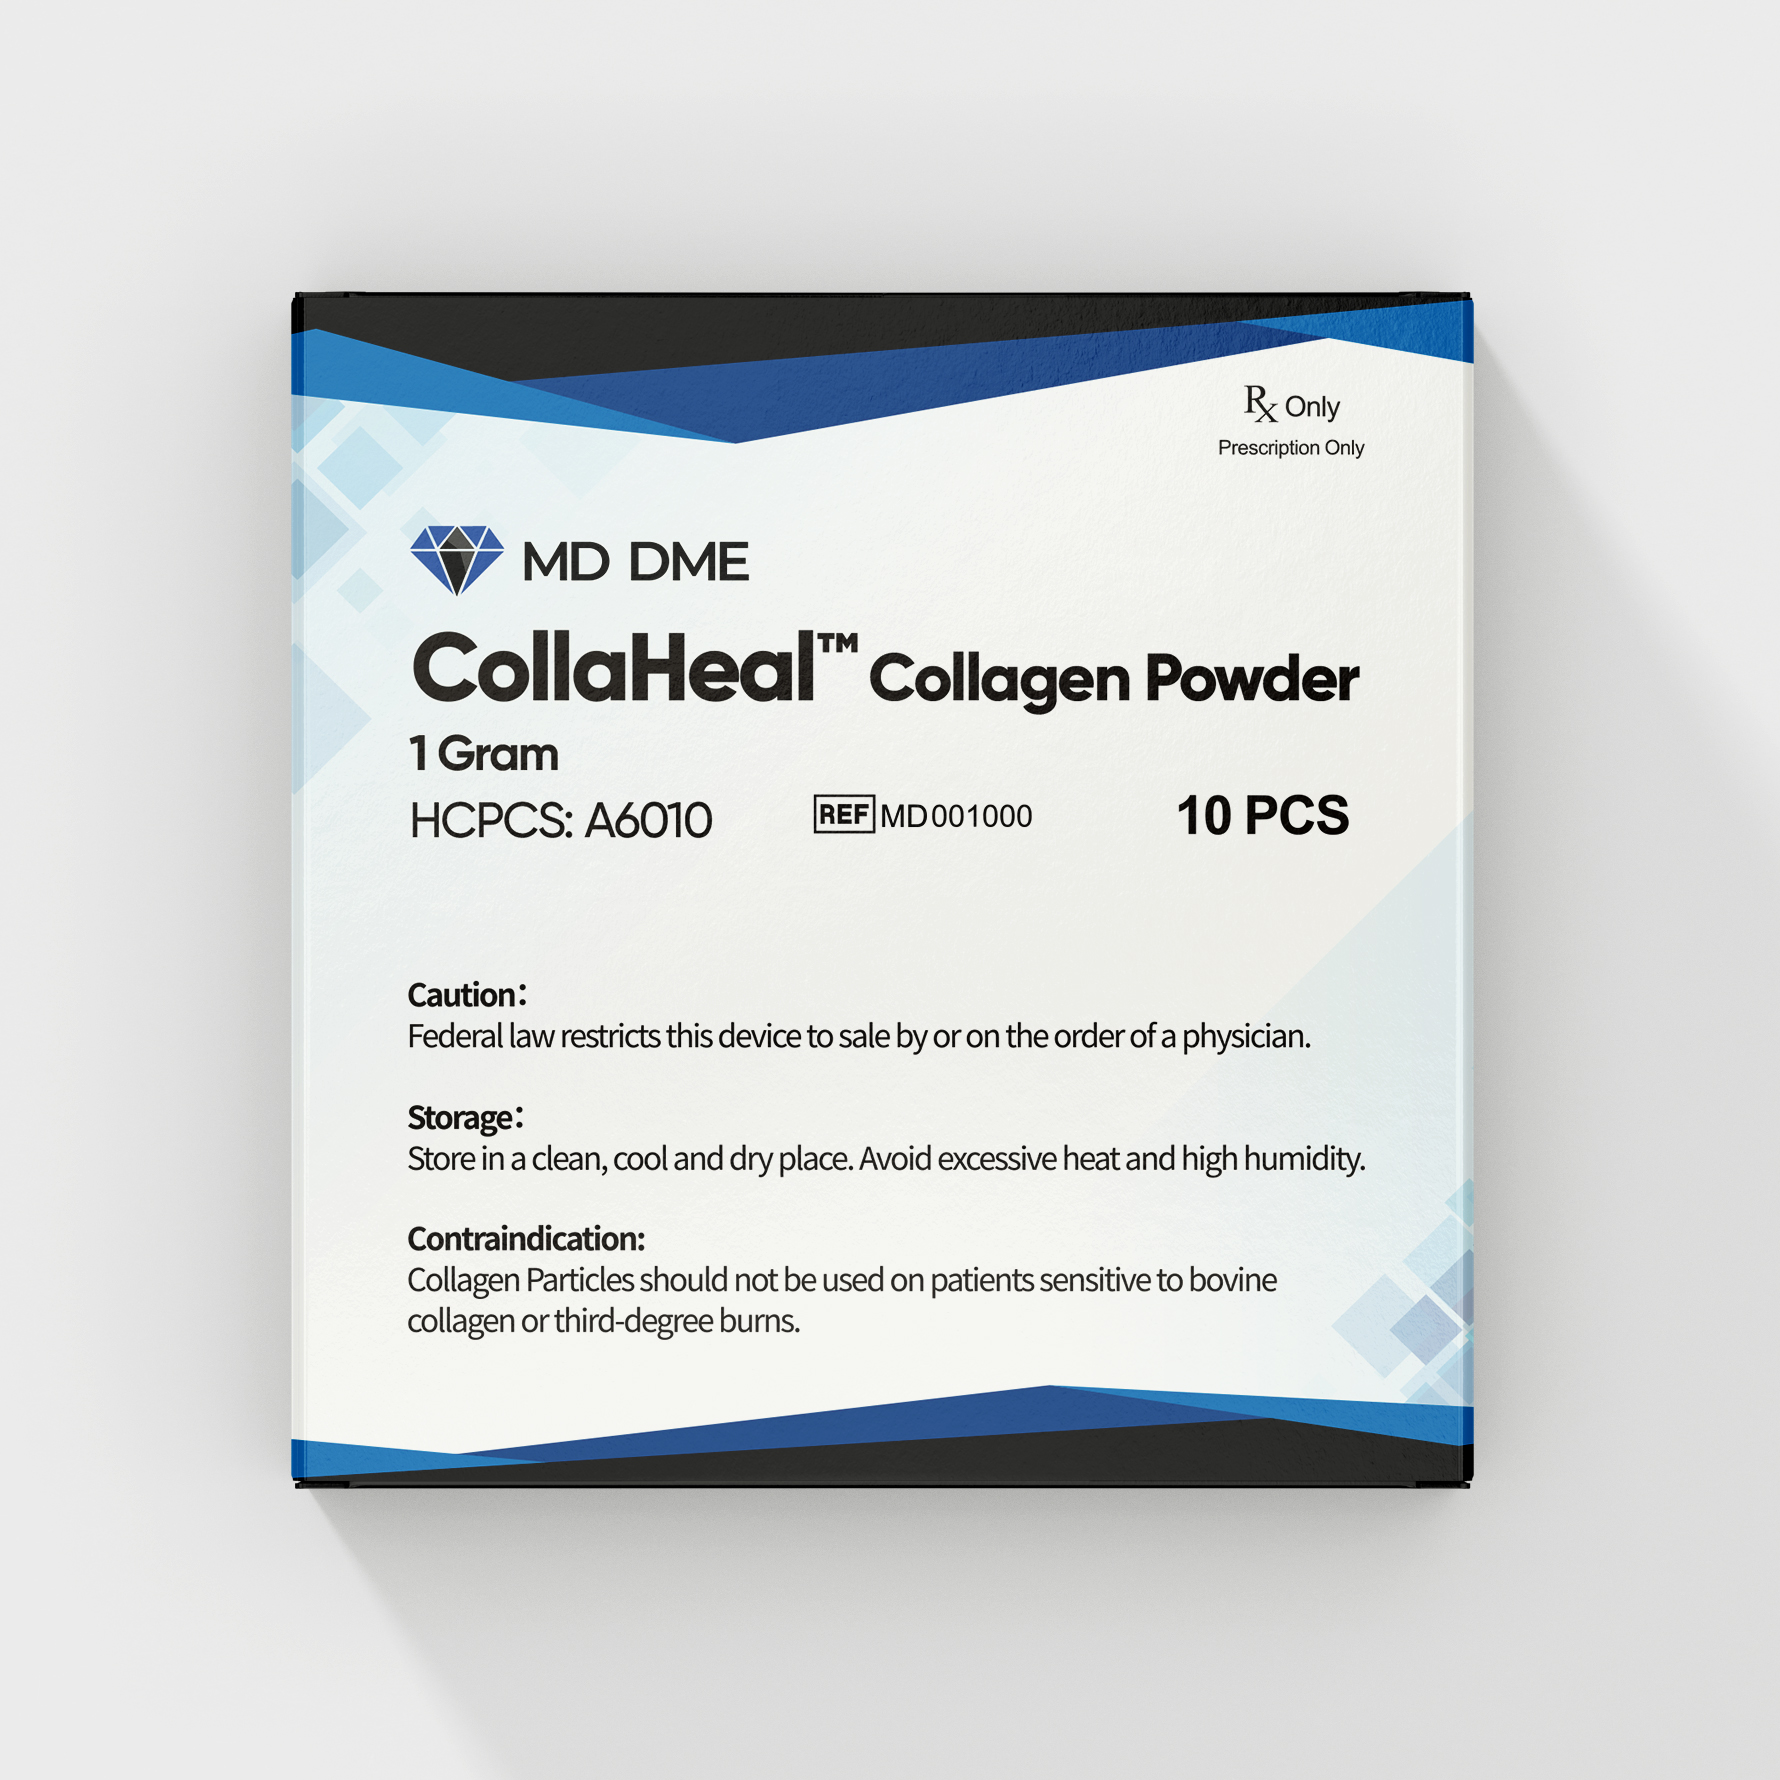 Rx Only
Prescription Only
MD DME
CollaHeal™ Collagen Powder
1 Gram
HCPCS: A6010 REF MD001000 10 PCS
Caution:
Federal law restricts this device to sale by or on the order of a physician.
Storage:
Store in a clean, cool and dry place. Avoid excessive heat and high humidity.
Contraindication:
Collagen Particles should not be used on patients sensitive to bovine
collagen or third-degree burns.